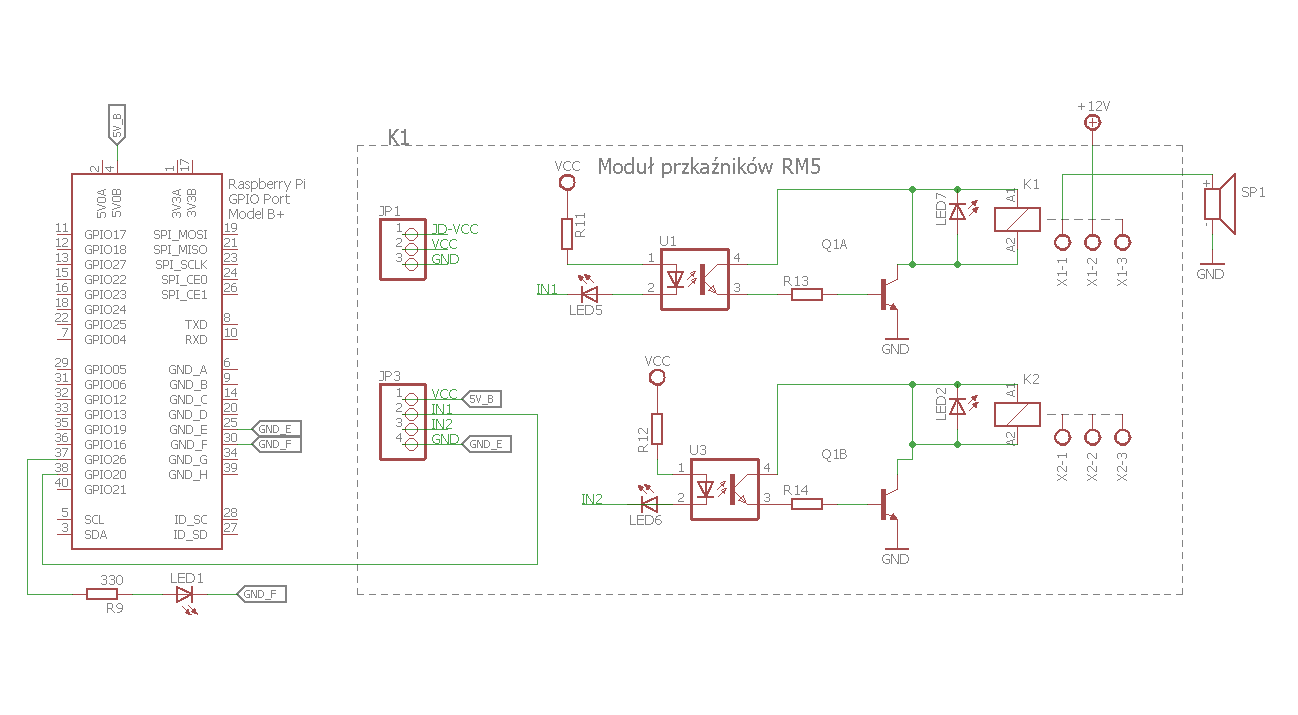 5V_B
2
4
1
17
5V0A
5V0B
3V3A
3V3B
Raspberry Pi
GPIO Port
Model B+
11 GPIO17 SPI_MOSI 19
12 GPIO18 SPI_MISO 21
13 GPIO27 SPI_SCLK 23
15 GPIO22 SPI_CE0 24
16 GPIO23 SPI_CE1 26
18 GPIO24
22 GPIO25 TXD 8
7 GPIO04 RXD 10
29 GPIO05 GND_A 6
31 GPIO06 GND_B 9
32 GPIO12 GND_C 14
33 GPIO13 GND_D 20
35 GPIO19 GND_E 25 GND_E
36 GPIO16 GND_F 30 GND_F
37 GPIO26 GND_G 34
38 GPIO20 GND_H 39
40 GPIO21
5 SCL ID_SC 28
3 SDA ID_SD 27
330
R9
LED1
GND_F
K1
Moduł przkaźników RM5
JP1
1 JD-VCC
2 VCC
3 GND
JP3
1 VCC 5V_B
2 IN1
3 IN2
4 GND GND_E
VCC
R11
IN1
LED5
U1
1
2
4
3
R13
Q1A
GND
LED7
K1
A1
A2
X1-1
X1-2
X1-3
+12V
SP1
+
-
GND
VCC
R12
IN2
LED6
U3
1
2
4
3
R14
Q1B
GND
LED2
K2
A1
A2
X2-1
X2-2
X2-3